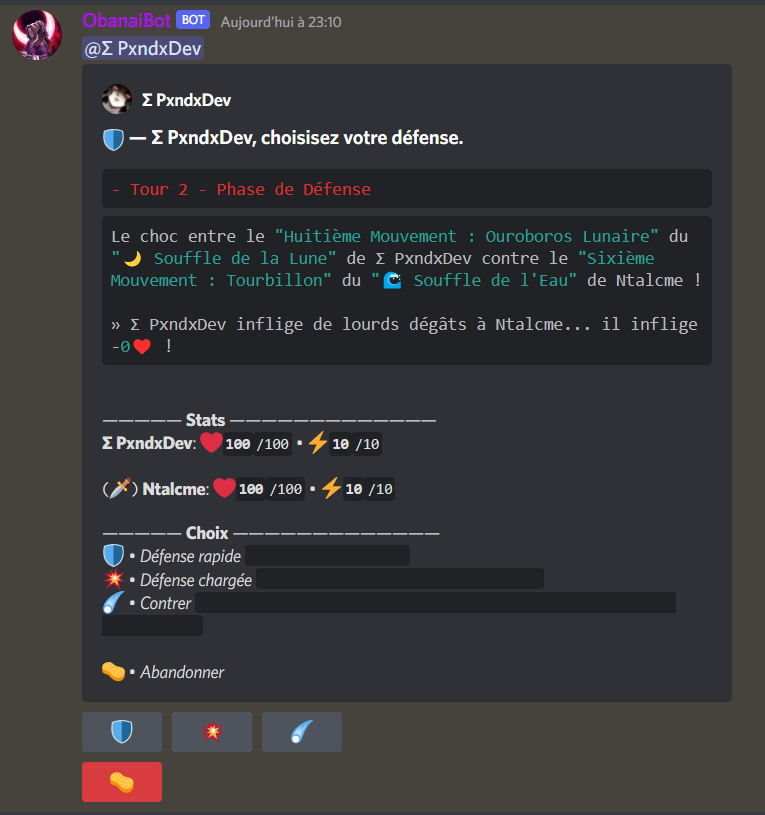 ObanaiBot BOT Aujourd'hui à 23:10
@Σ PxndxDev
Σ PxndxDev
🛡️ — Σ PxndxDev, choisisez votre défense.
- Tour 2 - Phase de Défense
Le choc entre le "Huitième Mouvement : Ouroboros Lunaire" du
"🌙 Souffle de la Lune" de Σ PxndxDev contre le "Sixième
Mouvement : Tourbillon" du "🌊 Souffle de l'Eau" de Ntalcme !
» Σ PxndxDev inflige de lourds dégâts à Ntalcme... il inflige
-0❤️ !
————— Stats —————————————
Σ PxndxDev: ❤️ 100 /100 • ⚡ 10 /10
(🗡️) Ntalcme: ❤️ 100 /100 • ⚡ 10 /10
————— Choix —————————————
🛡️ • Défense rapide
💥 • Défense chargée
☄️ • Contrer
🥜 • Abandonner